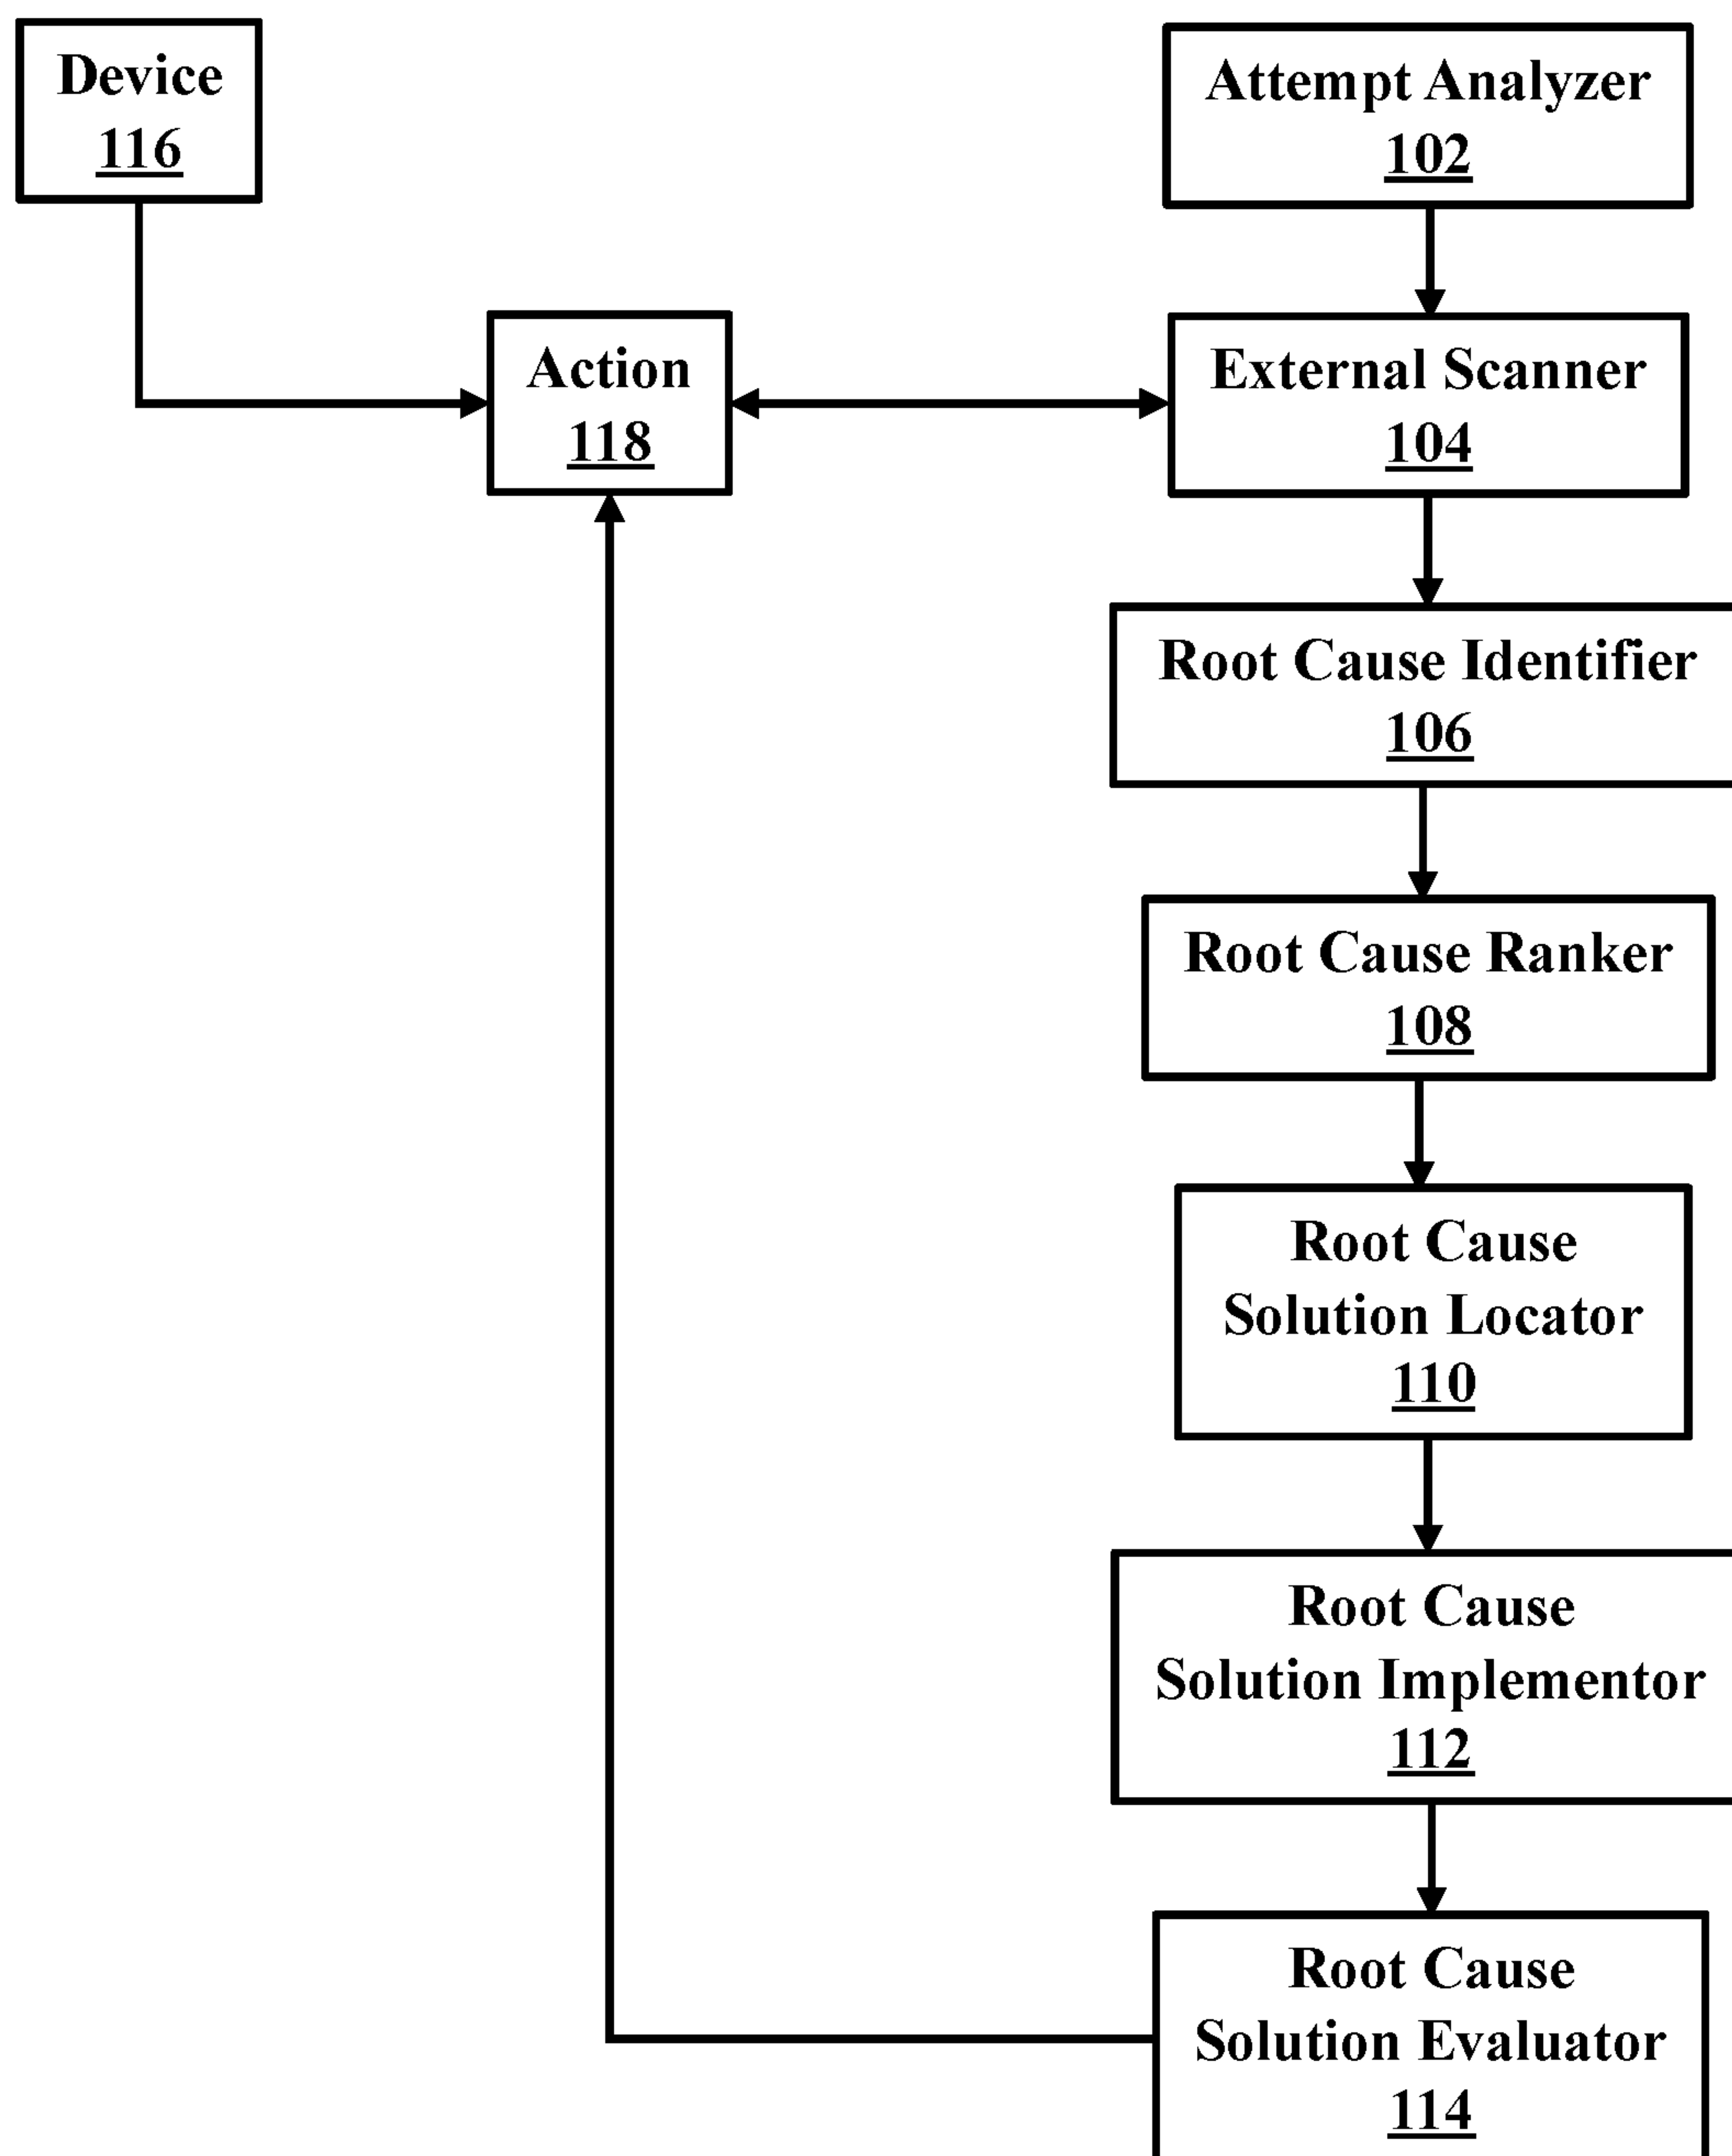 Device
116
Attempt Analyzer
102
Action
118
External Scanner
104
Root Cause Identifier
106
Root Cause Ranker
108
Root Cause
Solution Locator
110
Root Cause
Solution Implementor
112
Root Cause
Solution Evaluator
114